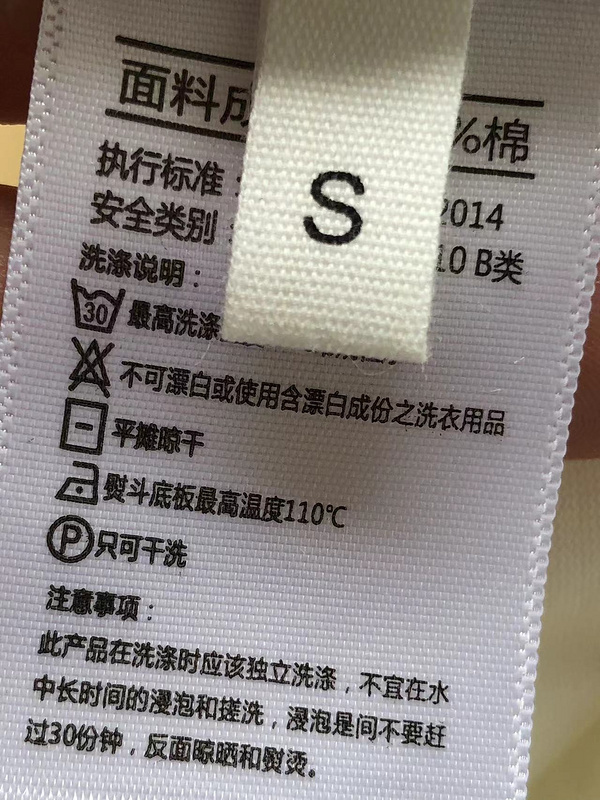 面料成
%棉
S
执行标准：
2014
安全类别：
10 B类
洗涤说明：
30
最高洗涤
不可漂白或使用含漂白成份之洗衣用品
平摊晾干
熨斗底板最高温度110℃
P
只可干洗
注意事项：
此产品在洗涤时应该独立洗涤，不宜在水
中长时间的浸泡和搓洗，浸泡是间不要赶
过30份钟，反面晾晒和熨烫。